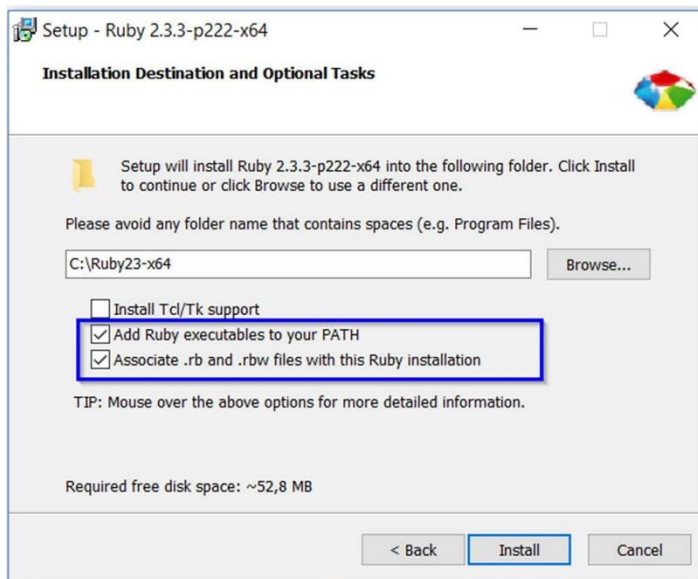 Setup - Ruby 2.3.3-p222-x64
Installation Destination and Optional Tasks
Setup will install Ruby 2.3.3-p222-x64 into the following folder. Click Install
to continue or click Browse to use a different one.
Please avoid any folder name that contains spaces (e.g. Program Files).
C:\Ruby23-x64
Browse...
Install Tcl/Tk support
Add Ruby executables to your PATH
Associate .rb and .rbw files with this Ruby installation
TIP: Mouse over the above options for more detailed information.
Required free disk space: ~52,8 MB
< Back
Install
Cancel